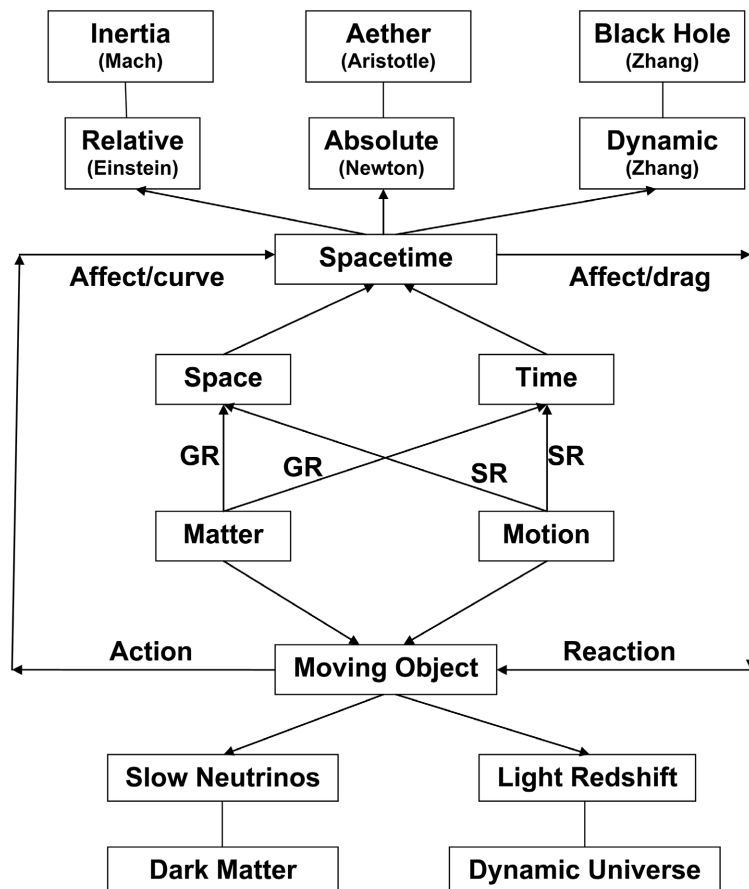 Inertia
(Mach)
Aether
(Aristotle)
Black Hole
(Zhang)
Relative
(Einstein)
Absolute
(Newton)
Dynamic
(Zhang)
Spacetime
Affect/curve
Affect/drag
Space
Time
GR
GR
SR
SR
Matter
Motion
Action
Moving Object
Reaction
Slow Neutrinos
Light Redshift
Dark Matter
Dynamic Universe